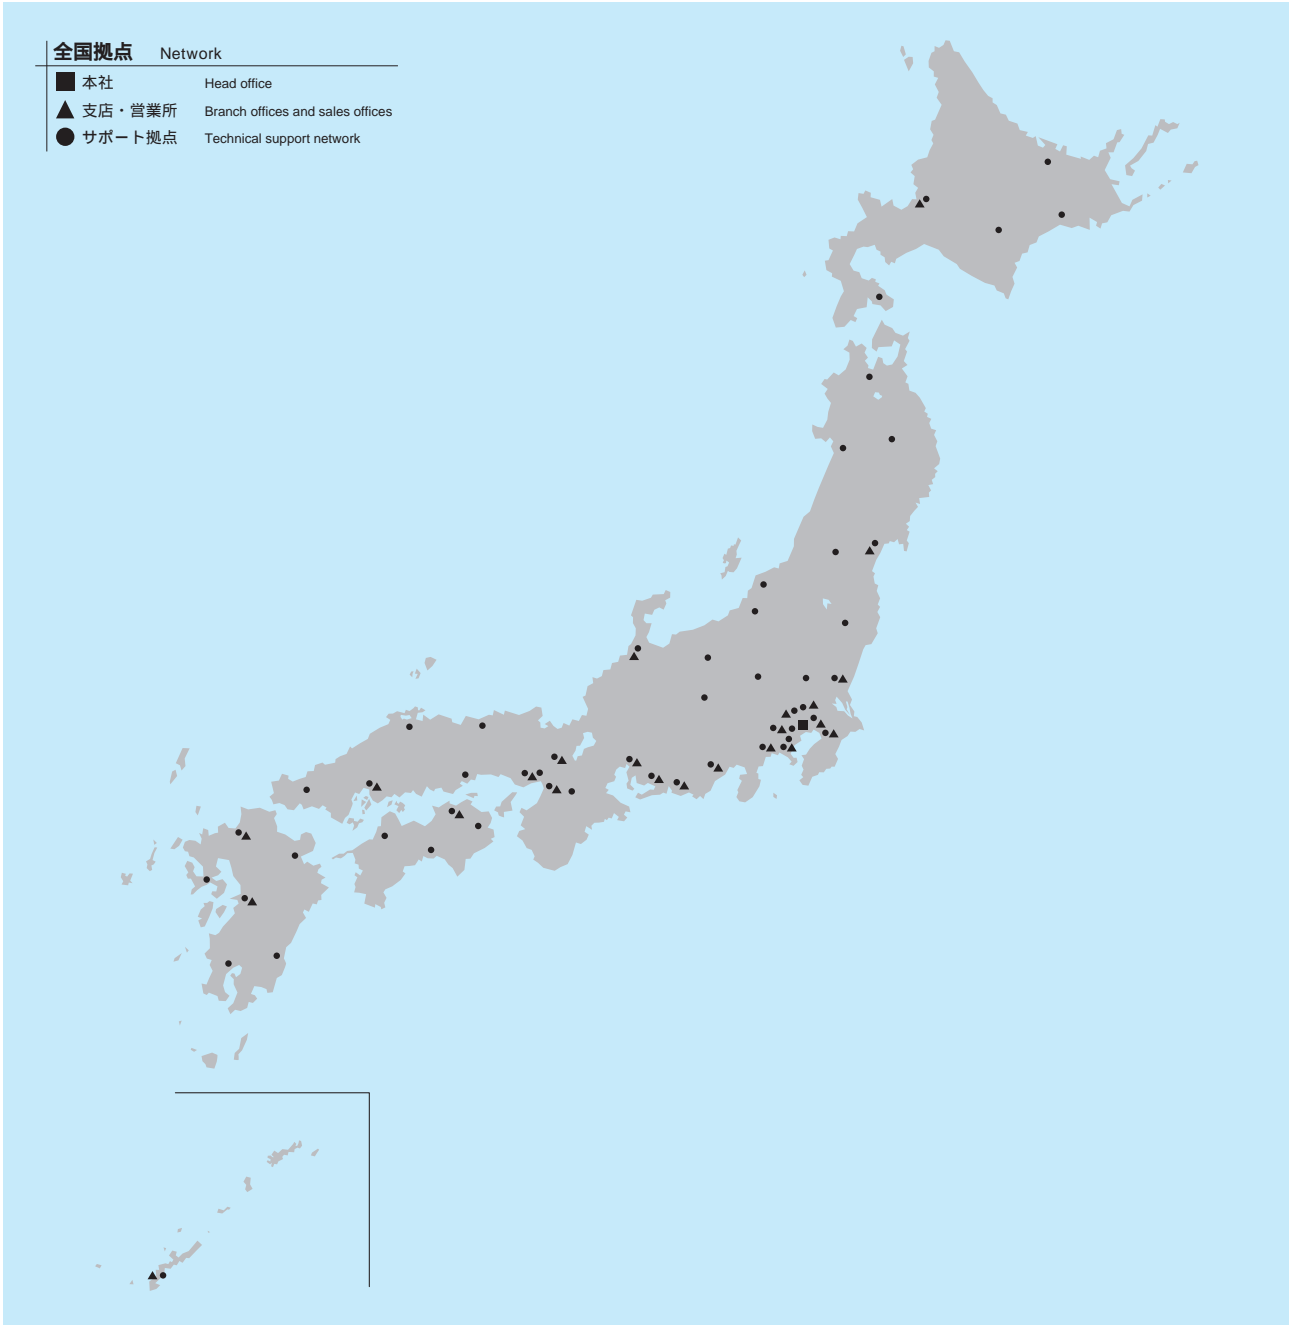 全国拠点 Network
本社 Head office
支店・営業所 Branch offices and sales offices
サポート拠点 Technical support network